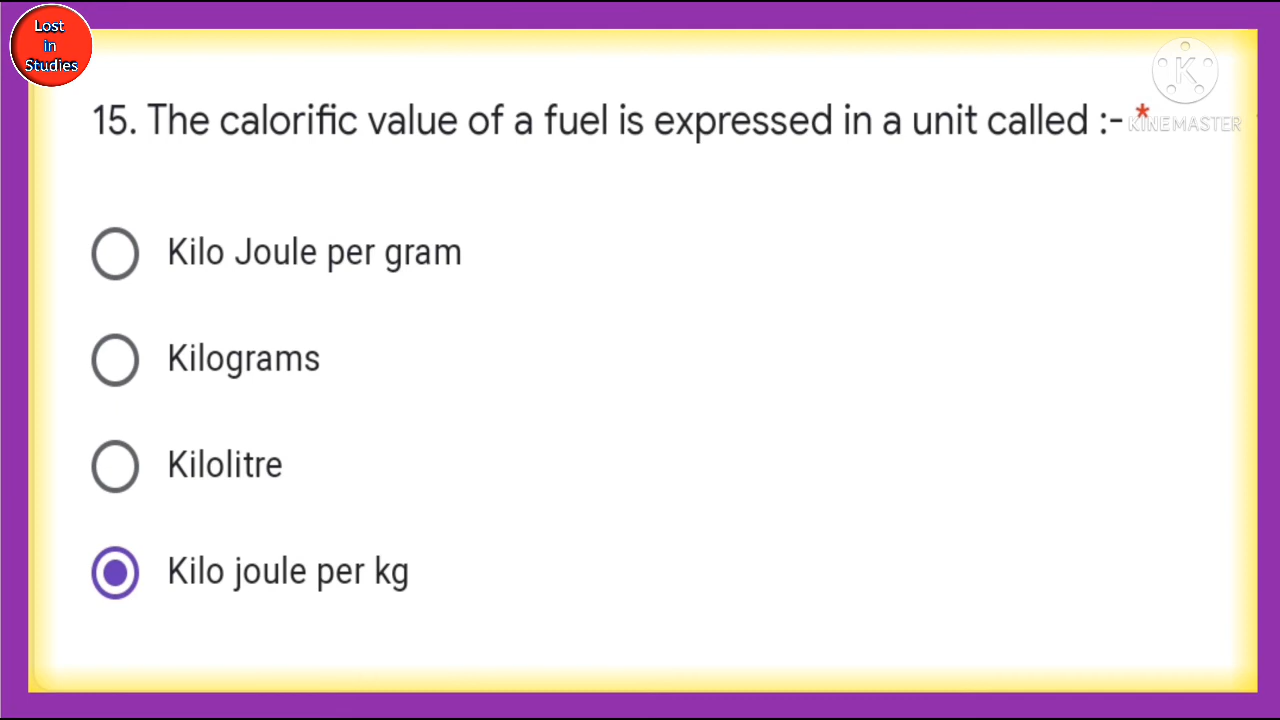 Lost
in
Studies
15. The calorific value of a fuel is expressed in a unit called :- *
KINEMASTER
Kilo Joule per gram
Kilograms
Kilolitre
Kilo joule per kg